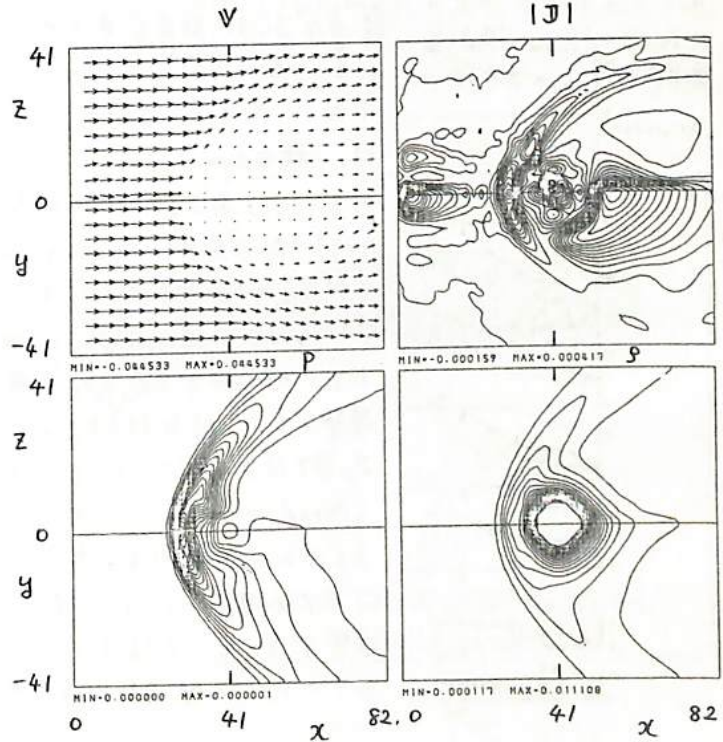 V |J|
41
Z
0
y
-41
MIN=-0.044533 MAX=0.044533 P MIN=-0.000159 MAX=0.000417 ρ
41
Z
0
y
-41
MIN=0.000000 MAX=0.000001 MIN=0.000117 MAX=0.011108
0 41 x 82. 0 41 x 82